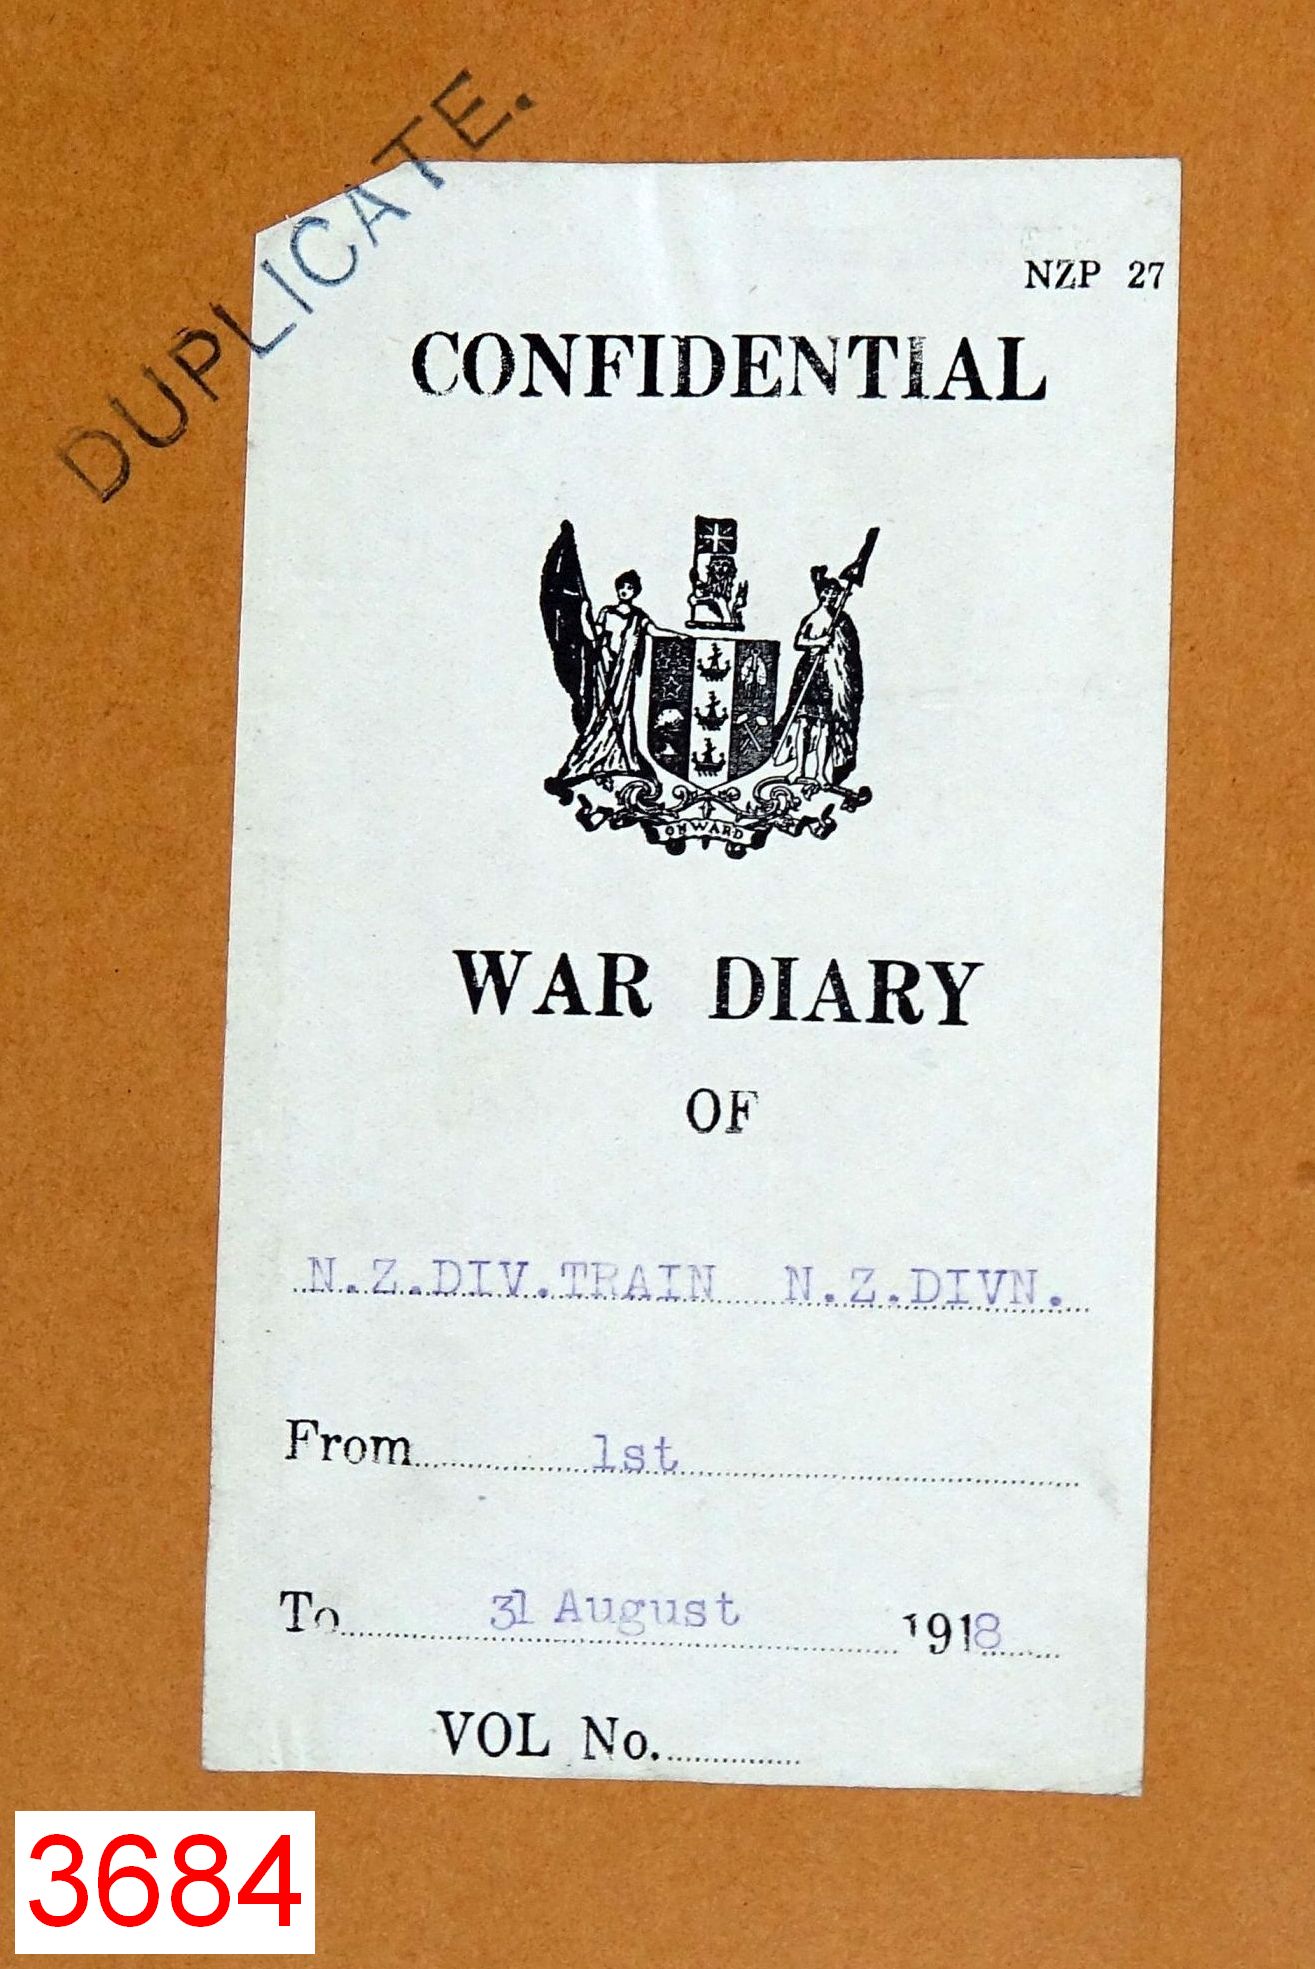 DUPLICATE.
NZP 27
CONFIDENTIAL
ONWARD
WAR DIARY
OF
N.Z.DIV.TRAIN N.Z.DIVN.
From 1st
To 31 August 1918
VOL No.
3684